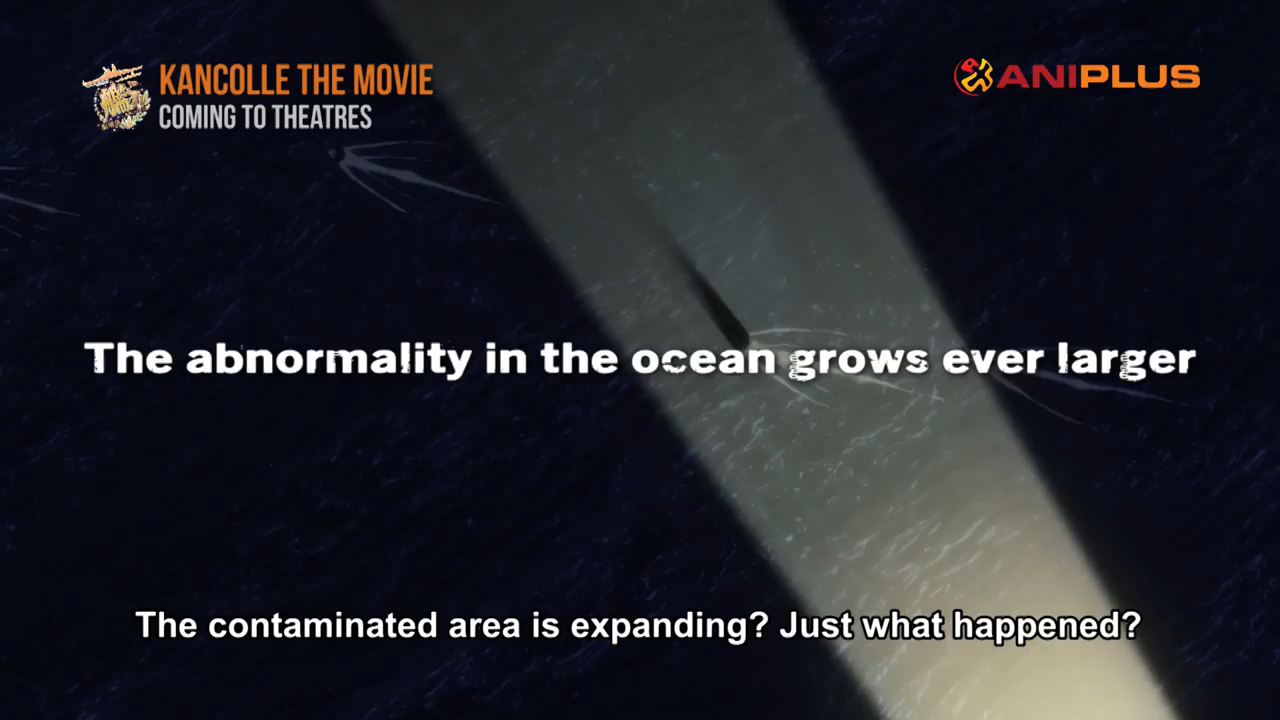 KANCOLLE THE MOVIE
COMING TO THEATRES
ANIPLUS
The abnormality in the ocean grows ever larger
The contaminated area is expanding? Just what happened?